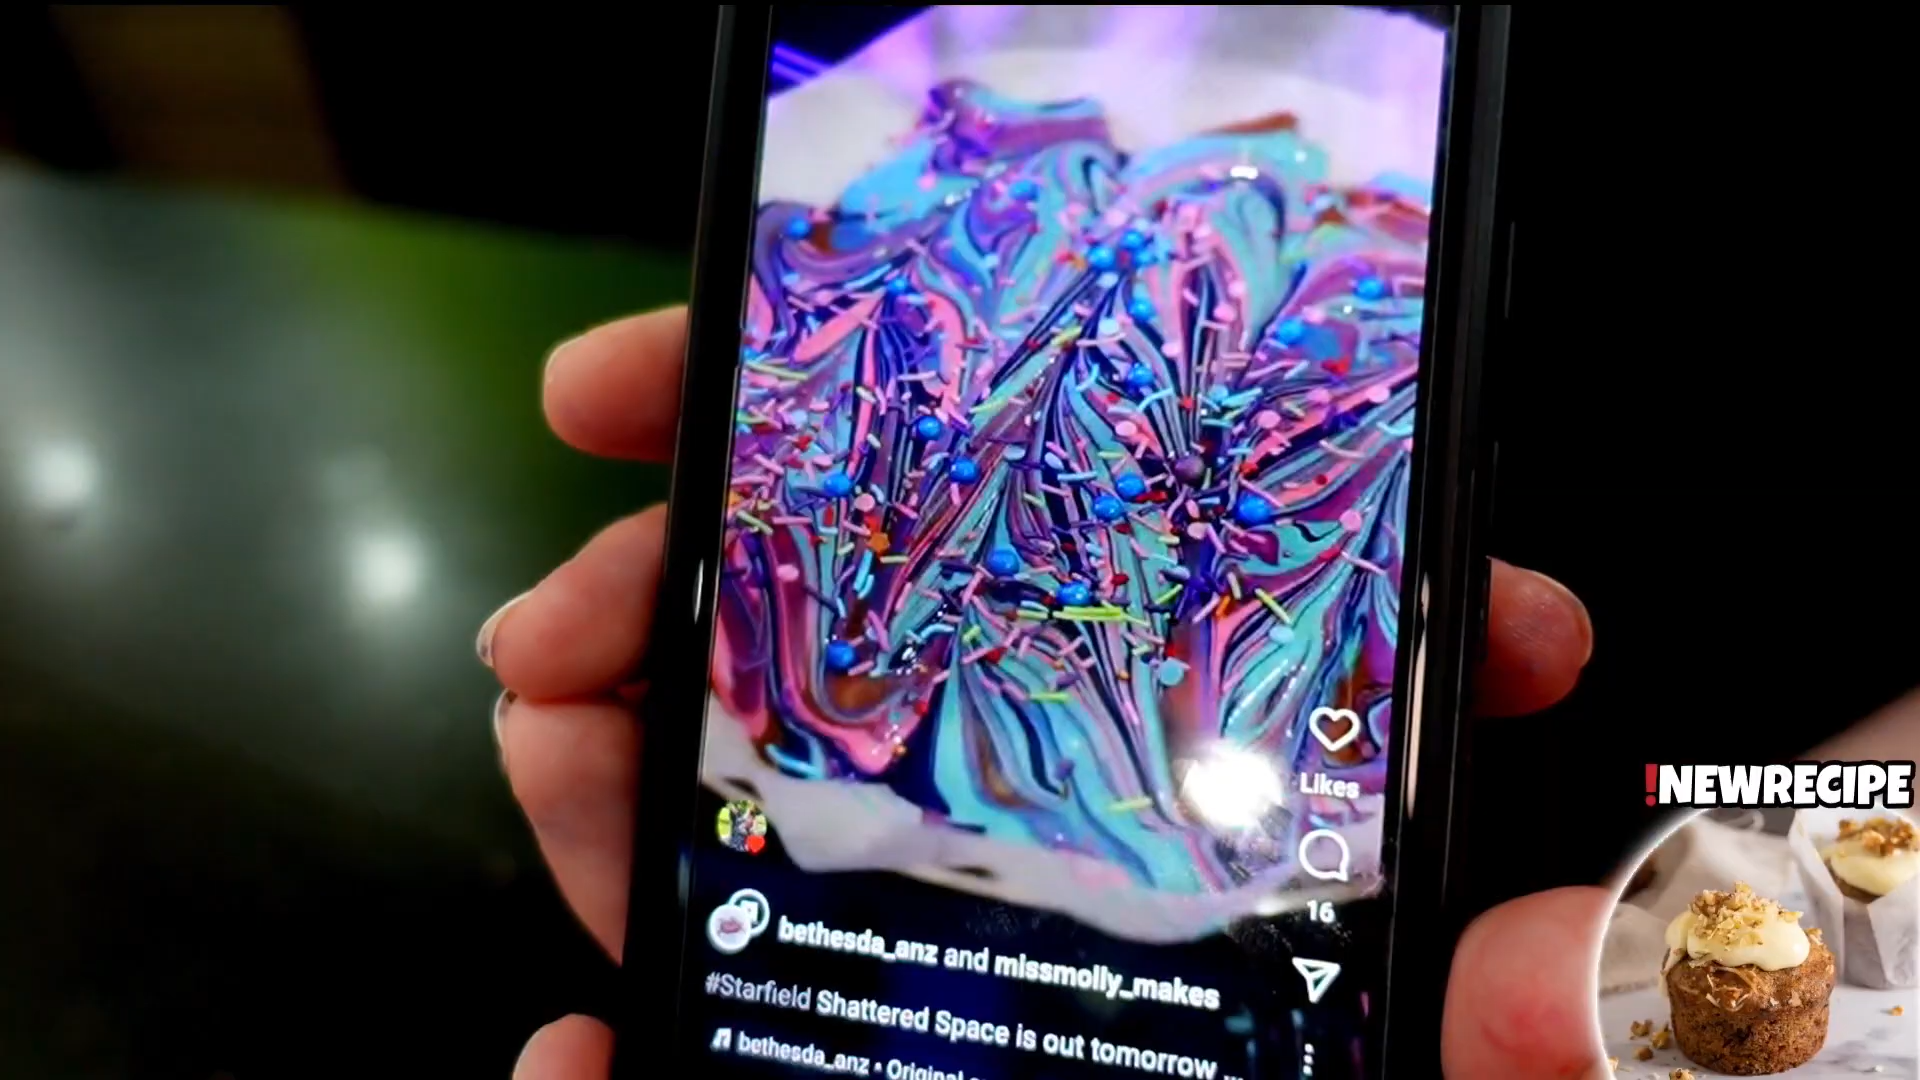 Likes
16
bethesda_anz and missmolly_makes
#Starfield Shattered Space is out tomorrow ...
bethesda_anz • Original
!NEWRECIPE